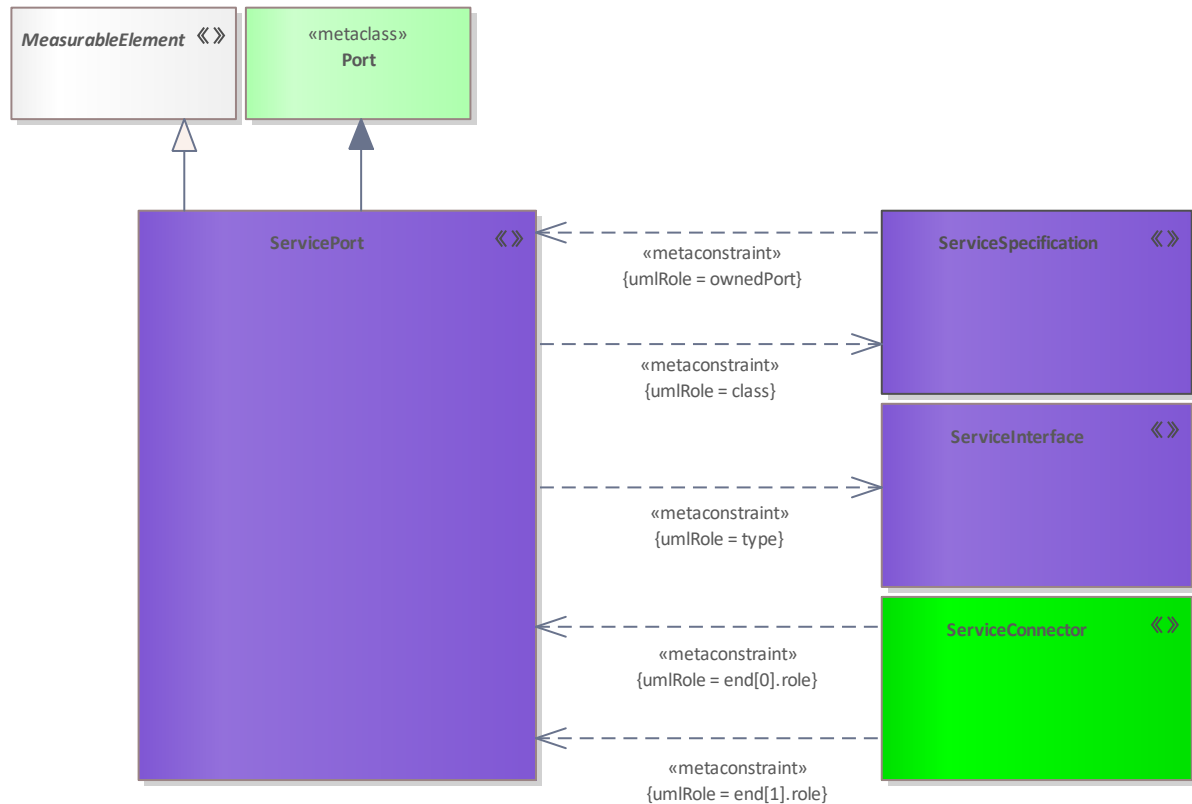 MeasurableElement «»
«metaclass»
Port
ServicePort «»
«metaconstraint»
{umlRole = ownedPort}
ServiceSpecification «»
«metaconstraint»
{umlRole = class}
ServiceInterface «»
«metaconstraint»
{umlRole = type}
ServiceConnector «»
«metaconstraint»
{umlRole = end[0].role}
«metaconstraint»
{umlRole = end[1].role}